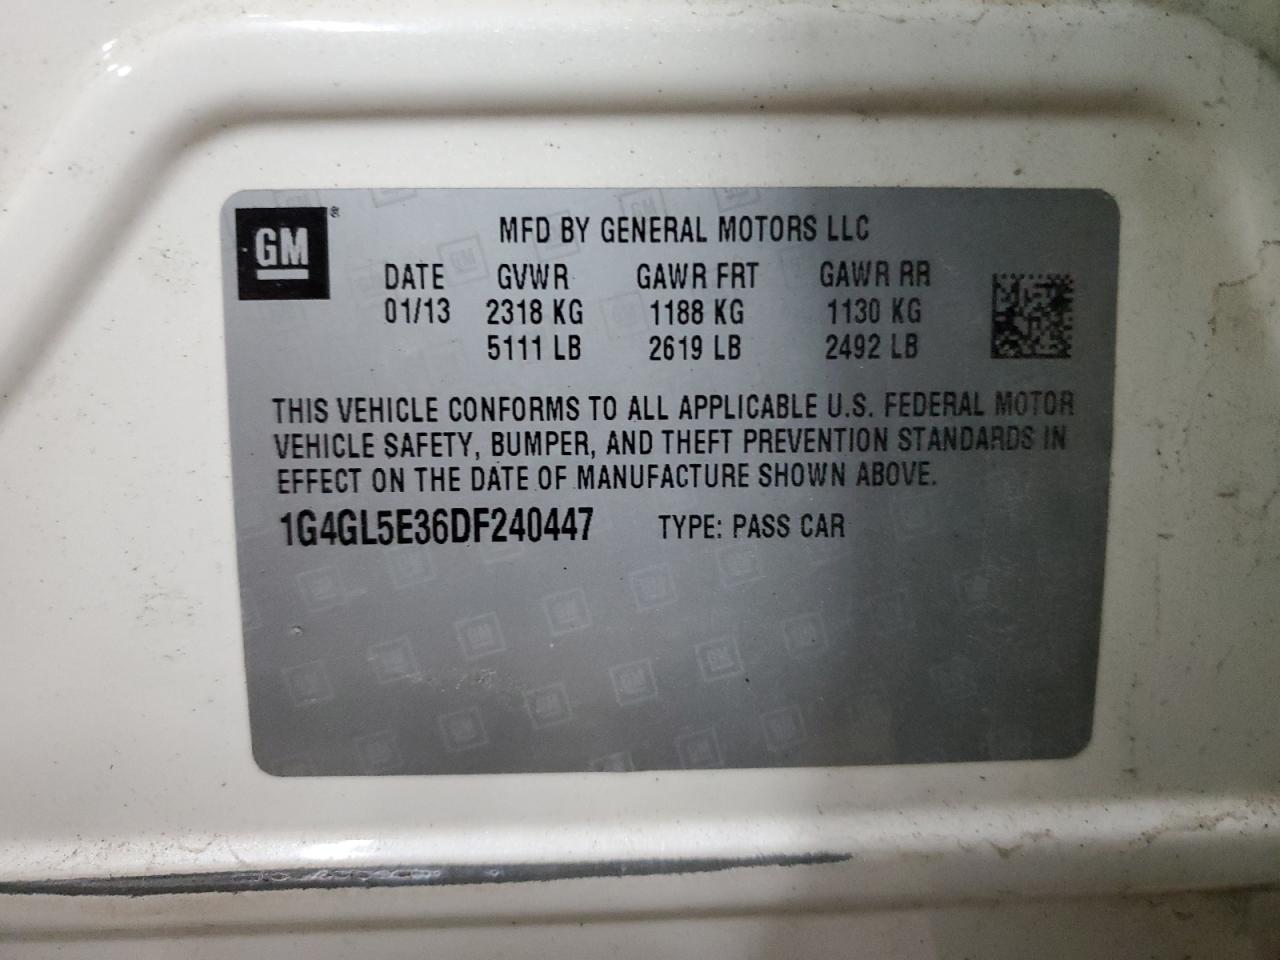 GM®
MFD BY GENERAL MOTORS LLC
DATE GVWR GAWR FRT GAWR RR
01/13 2318 KG 1188 KG 1130 KG
5111 LB 2619 LB 2492 LB
THIS VEHICLE CONFORMS TO ALL APPLICABLE U.S. FEDERAL MOTOR
VEHICLE SAFETY, BUMPER, AND THEFT PREVENTION STANDARDS IN
EFFECT ON THE DATE OF MANUFACTURE SHOWN ABOVE.
1G4GL5E36DF240447 TYPE: PASS CAR